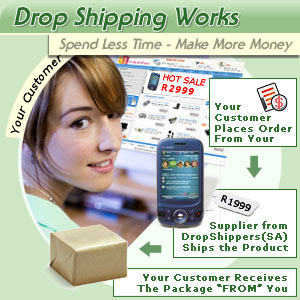 Drop Shipping Works
Spend Less Time - Make More Money
Your Customer
HOT SALE
R2999
Your
Customer
Places Order
From Your
R1999
Supplier from
DropShippers(SA)
Ships the Product
Your Customer Receives
The Package “FROM” You